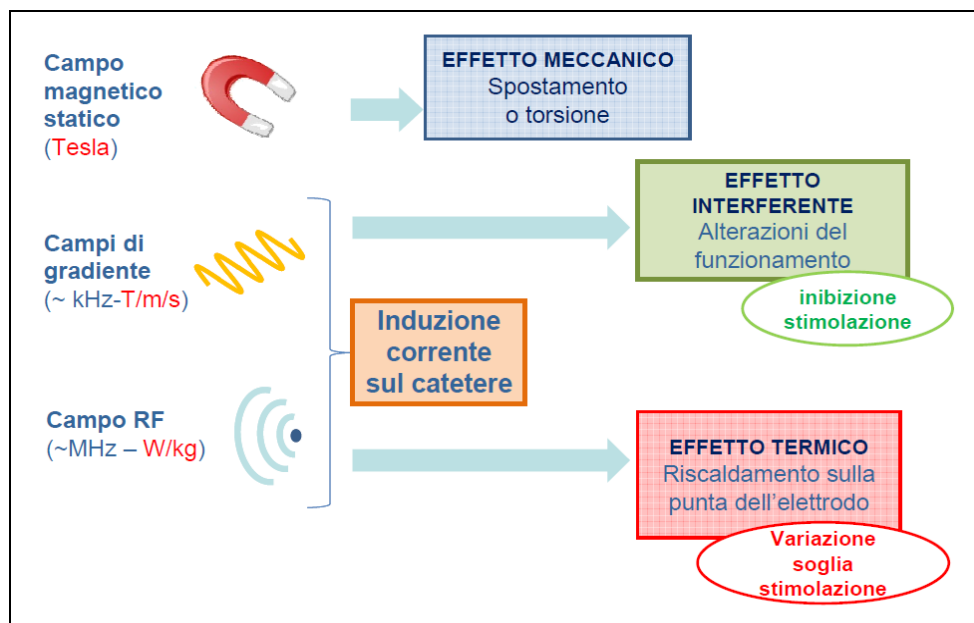 Campo
magnetico
statico
(Tesla)
EFFETTO MECCANICO
Spostamento
o torsione
Campi di
gradiente
(~ kHz-T/m/s)
EFFETTO
INTERFERENTE
Alterazioni del
funzionamento
inibizione
stimolazione
Induzione
corrente
sul catetere
Campo RF
(~MHz – W/kg)
EFFETTO TERMICO
Riscaldamento sulla
punta dell'elettrodo
Variazione
soglia
stimolazione